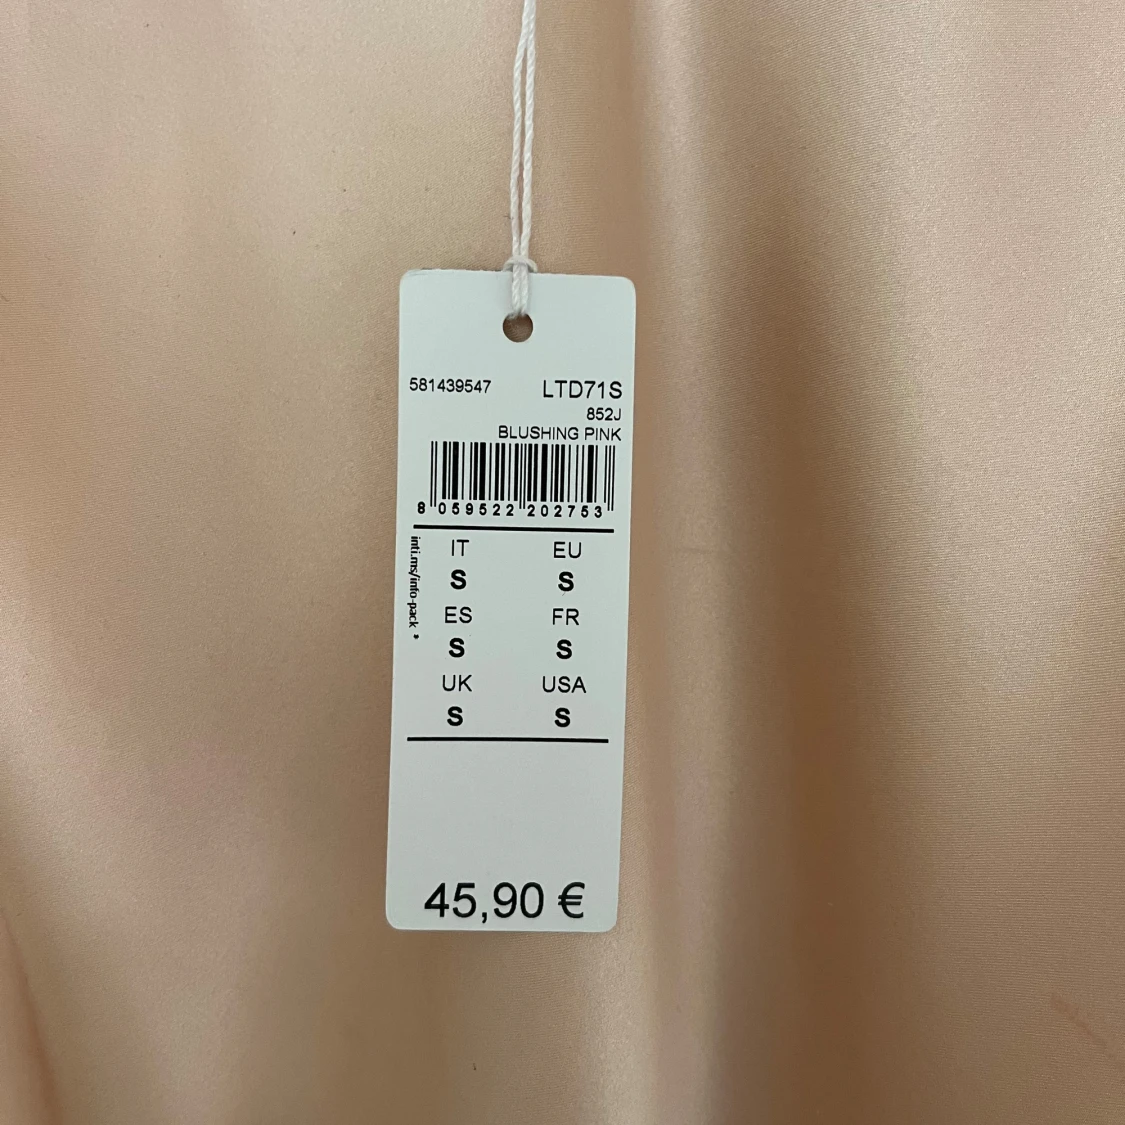 581439547 LTD71S
852J
BLUSHING PINK
8 059522 202753
inti.ms/info-pack *
IT EU
S S
ES FR
S S
UK USA
S S
45,90 €